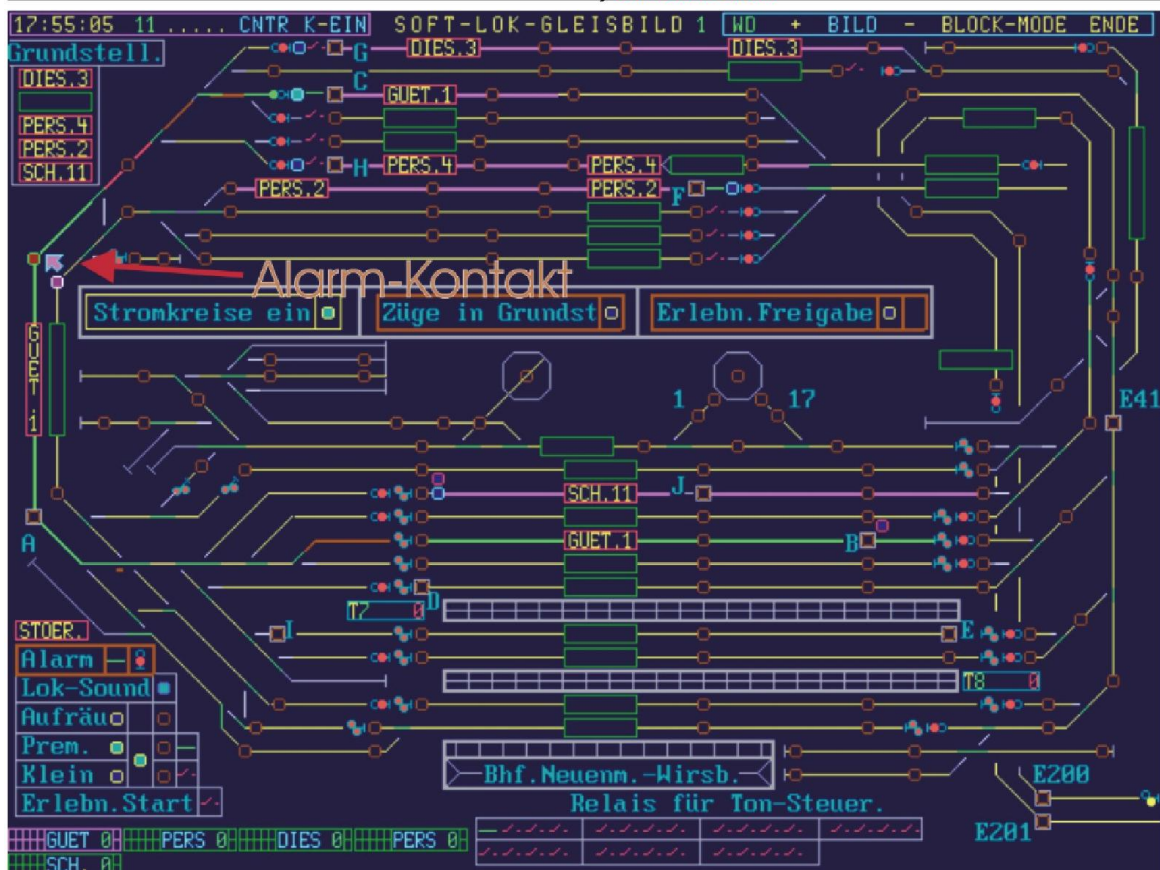 17:55:05 11 ..... CNTR K-EIN SOFT-LOK-GLEISBILD 1 WD + BILD - BLOCK-MODE ENDE
Grundstell.
G DIES.3 DIES.3
DIES.3
C
GUET.1
PERS.4
PERS.2
SCH.11
H PERS.4 PERS.4
PERS.2 PERS.2 F
Alarm-Kontakt
Stromkreise ein Züge in Grundst Erlebn.Freigabe
GUET.1
1 17 E41
SCH.11 J
A GUET.1 B
T7 0 D
STOER. I E
Alarm
Lok-Sound T8 0
Aufräu
Prem.
Klein Bhf.Neuenm.-Wirsb. E200
Erlebn.Start Relais für Ton-Steuer.
E201
GUET 0 PERS 0 DIES 0 PERS 0
SCH. 0